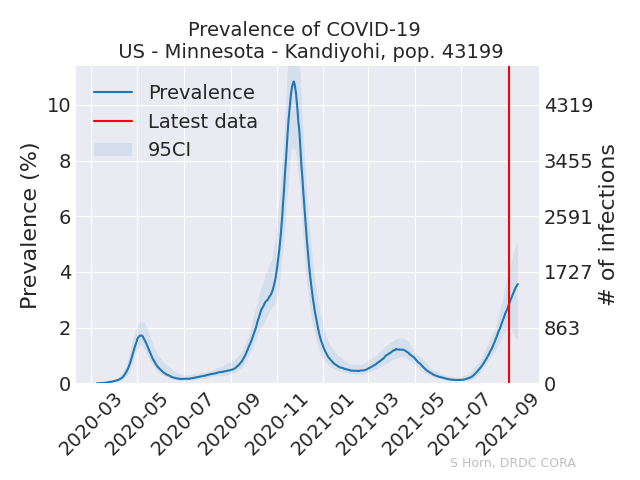 Prevalence of COVID-19
US - Minnesota - Kandiyohi, pop. 43199
Prevalence
Latest data
95CI
Prevalence (%)
10
8
6
4
2
0
4319
3455
2591
1727
863
0
# of infections
2020-03
2020-05
2020-07
2020-09
2020-11
2021-01
2021-03
2021-05
2021-07
2021-09
S Horn, DRDC CORA